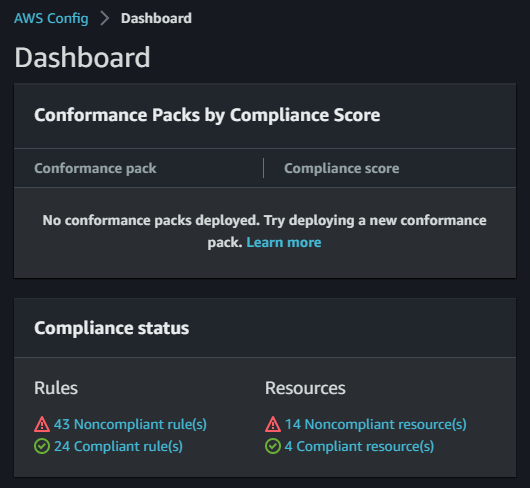 AWS Config > Dashboard
Dashboard
Conformance Packs by Compliance Score
Conformance pack Compliance score
No conformance packs deployed. Try deploying a new conformance
pack. Learn more
Compliance status
Rules Resources
43 Noncompliant rule(s) 14 Noncompliant resource(s)
24 Compliant rule(s) 4 Compliant resource(s)